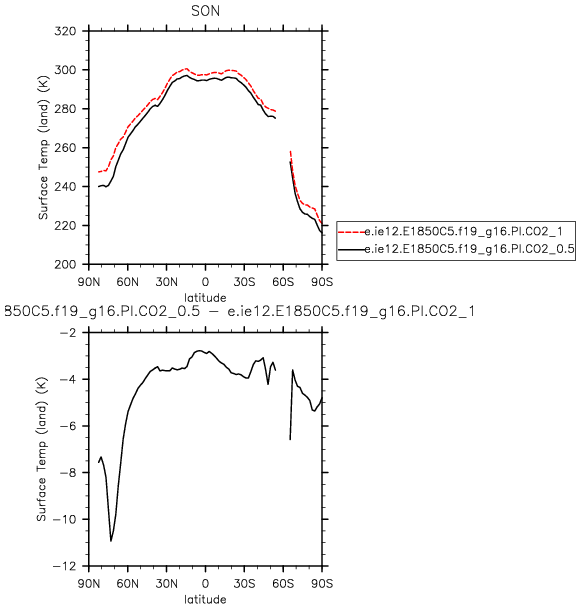 SON
320
300
280
260
240
220
200
Surface Temp (land) (K)
90N 60N 30N 0 30S 60S 90S
latitude
e.ie12.E1850C5.f19_g16.PI.CO2_1
e.ie12.E1850C5.f19_g16.PI.CO2_0.5
850C5.f19_g16.PI.CO2_0.5 − e.ie12.E1850C5.f19_g16.PI.CO2_1
−2
−4
−6
−8
−10
−12
Surface Temp (land) (K)
90N 60N 30N 0 30S 60S 90S
latitude